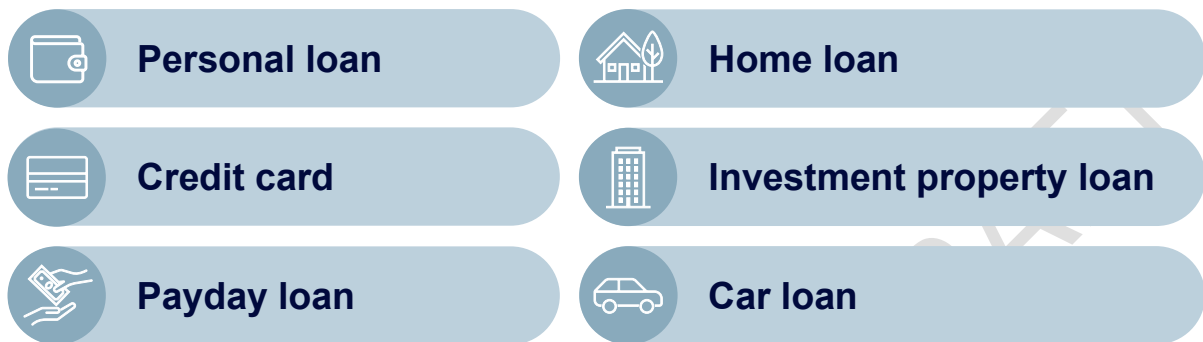 Personal loan
Home loan
Credit card
Investment property loan
Payday loan
Car loan